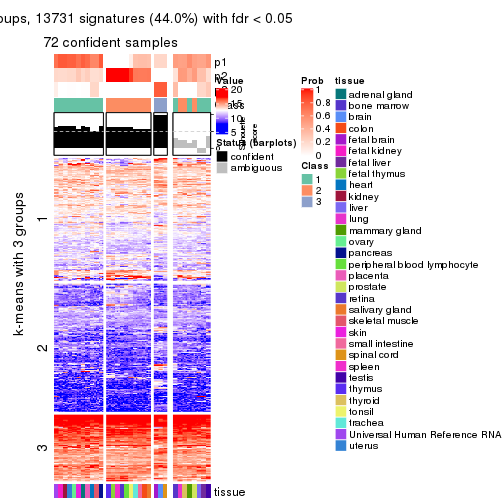 oups, 13731 signatures (44.0%) with fdr < 0.05
72 confident samples
p1
p2
Value
20
15
10
5
0
Silhouette
score
Status (barplots)
confident
ambiguous
Prob
1
0.8
0.6
0.4
0.2
0
Class
1
2
3
tissue
adrenal gland
bone marrow
brain
colon
fetal brain
fetal kidney
fetal liver
fetal thymus
heart
kidney
liver
lung
mammary gland
ovary
pancreas
peripheral blood lymphocyte
placenta
prostate
retina
salivary gland
skeletal muscle
skin
small intestine
spinal cord
spleen
testis
thymus
thyroid
tonsil
trachea
Universal Human Reference RNA
uterus
k-means with 3 groups
1
2
3
tissue